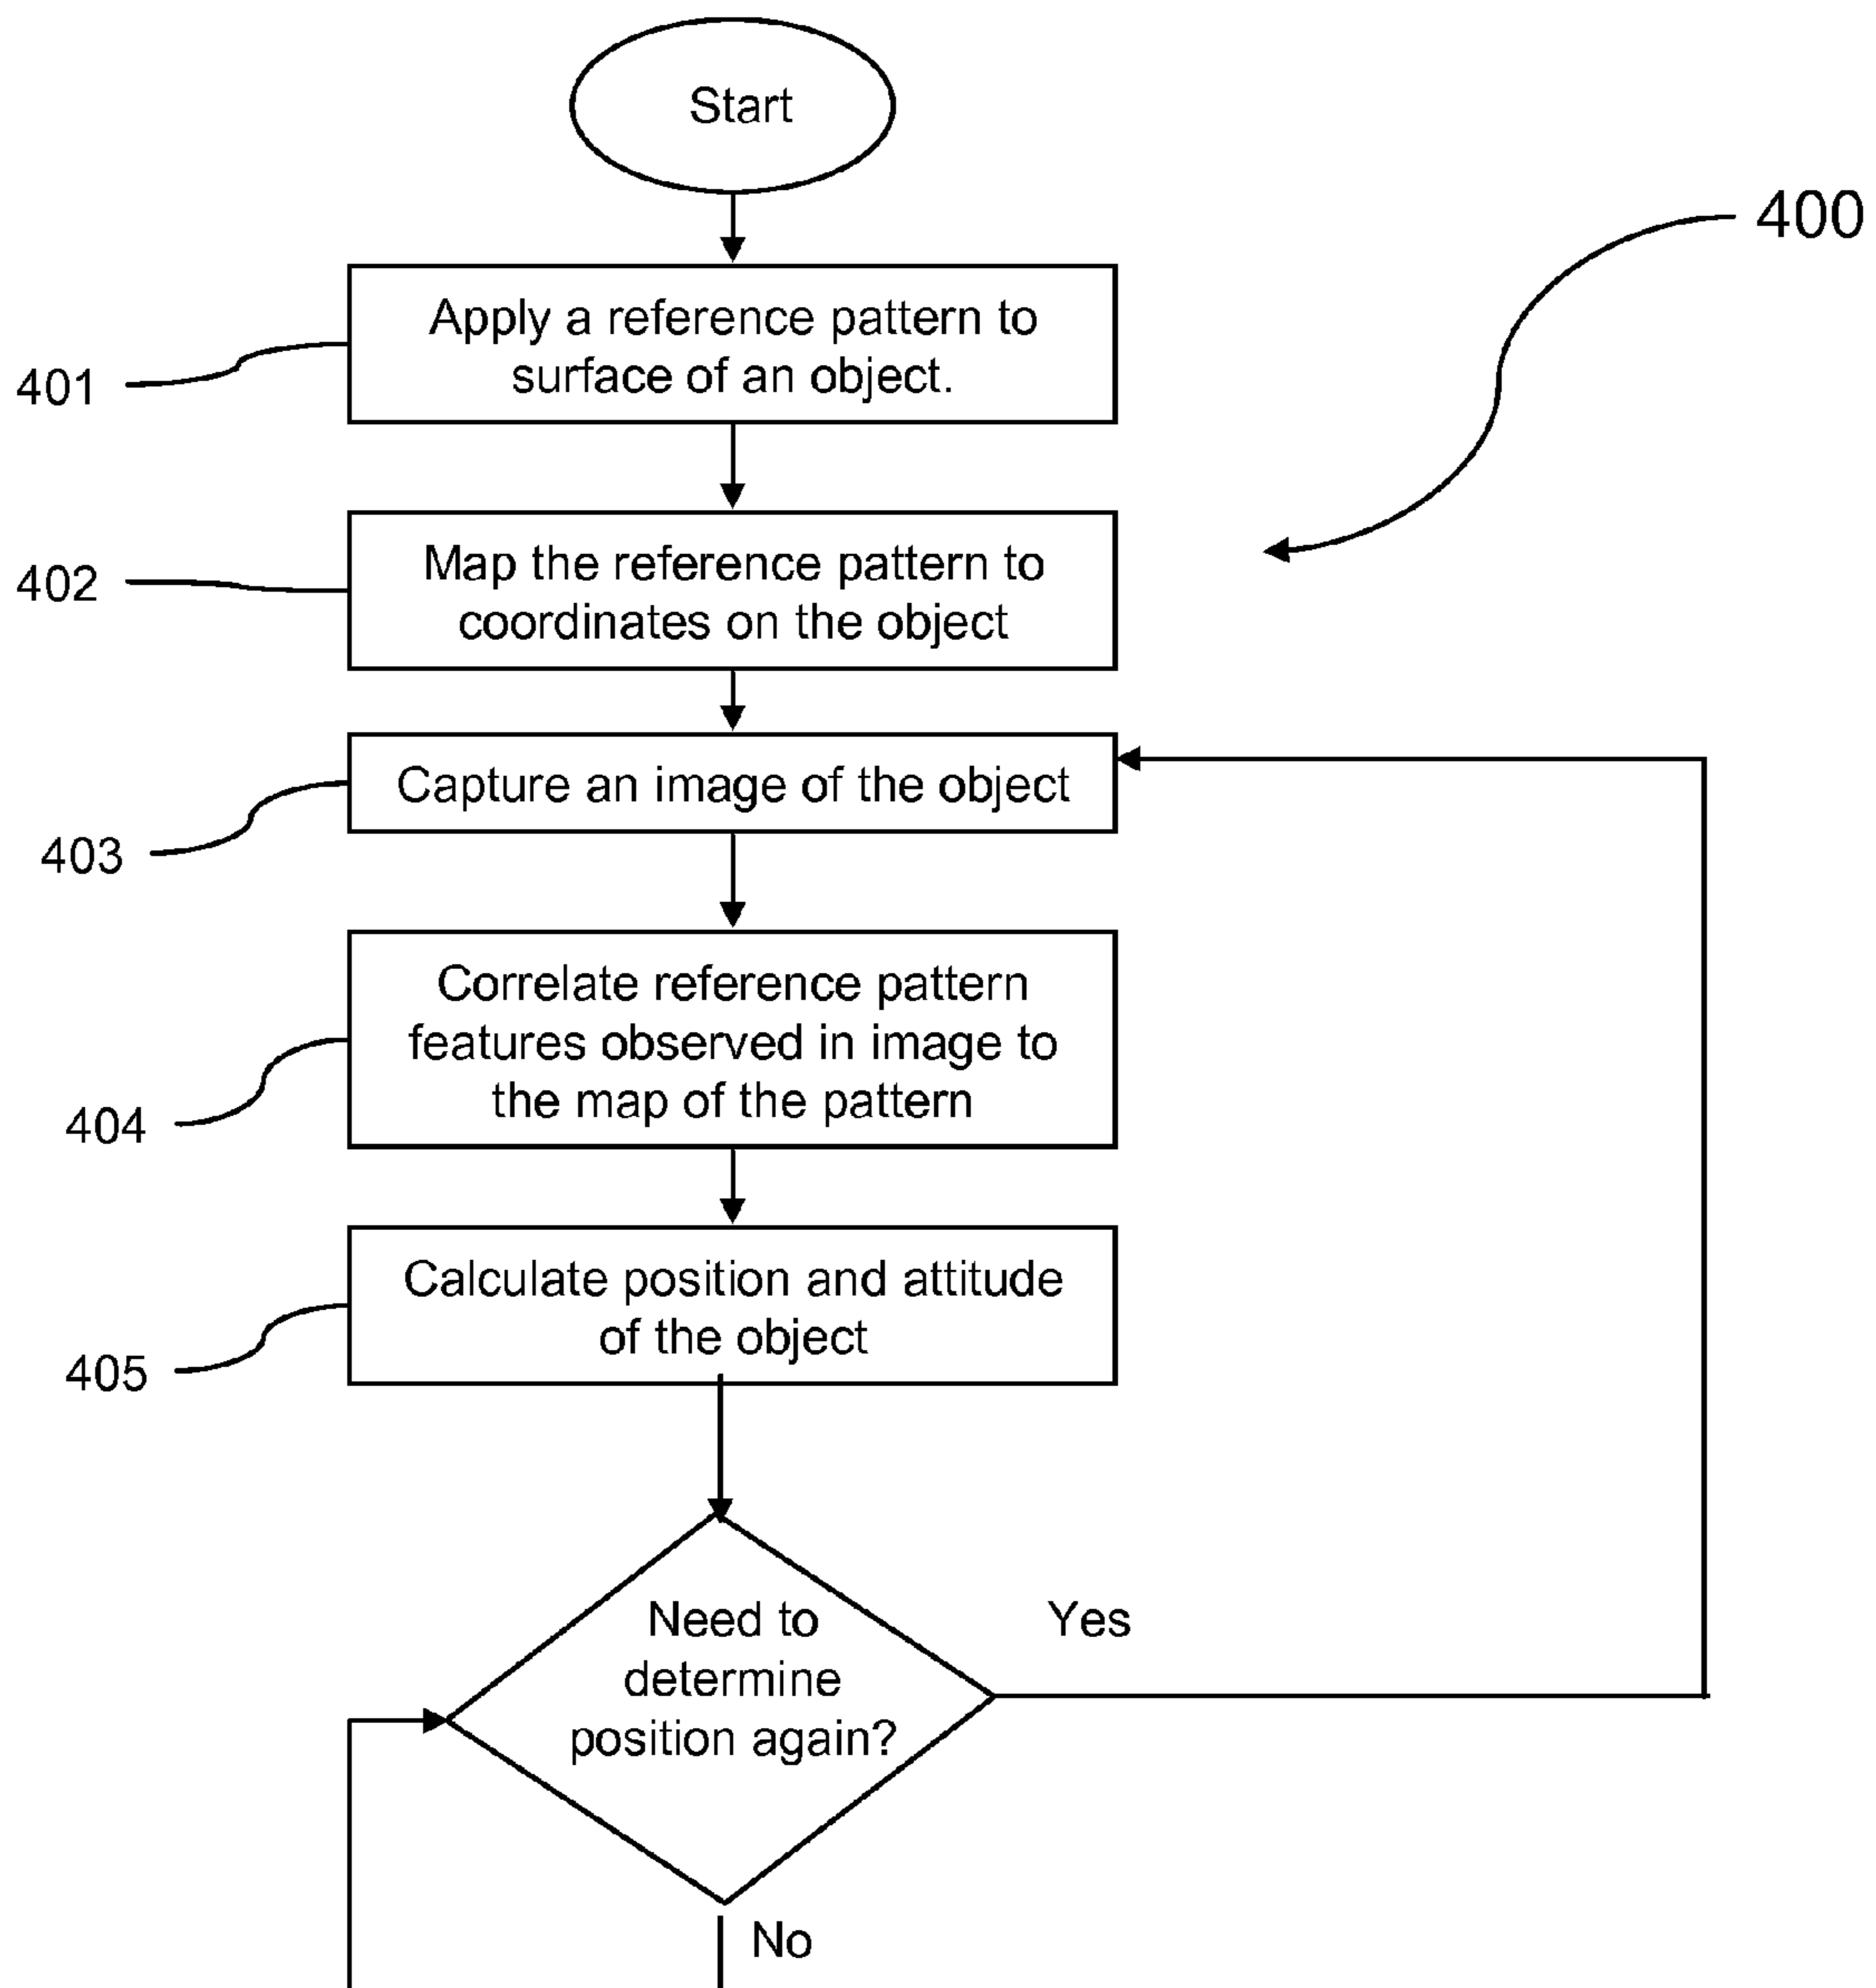 Start
400
Apply a reference pattern to
surface of an object.
401
Map the reference pattern to
coordinates on the object
402
Capture an image of the object
403
Correlate reference pattern
features observed in image to
the map of the pattern
404
Calculate position and attitude
of the object
405
Need to
determine
position again?
Yes
No